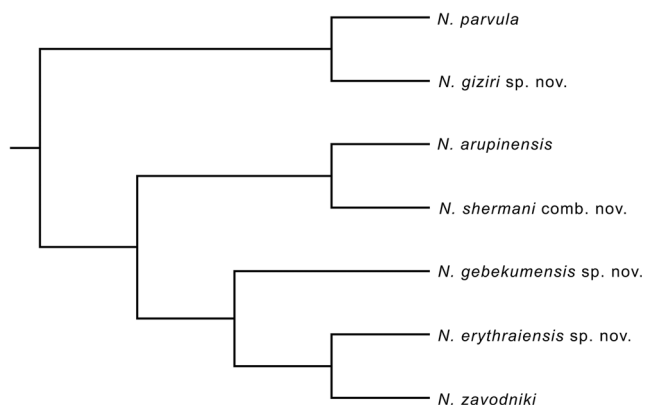 N. parvula
N. giziri sp. nov.
N. arupinensis
N. shermani comb. nov.
N. gebekumensis sp. nov.
N. erythraiensis sp. nov.
N. zavodniki